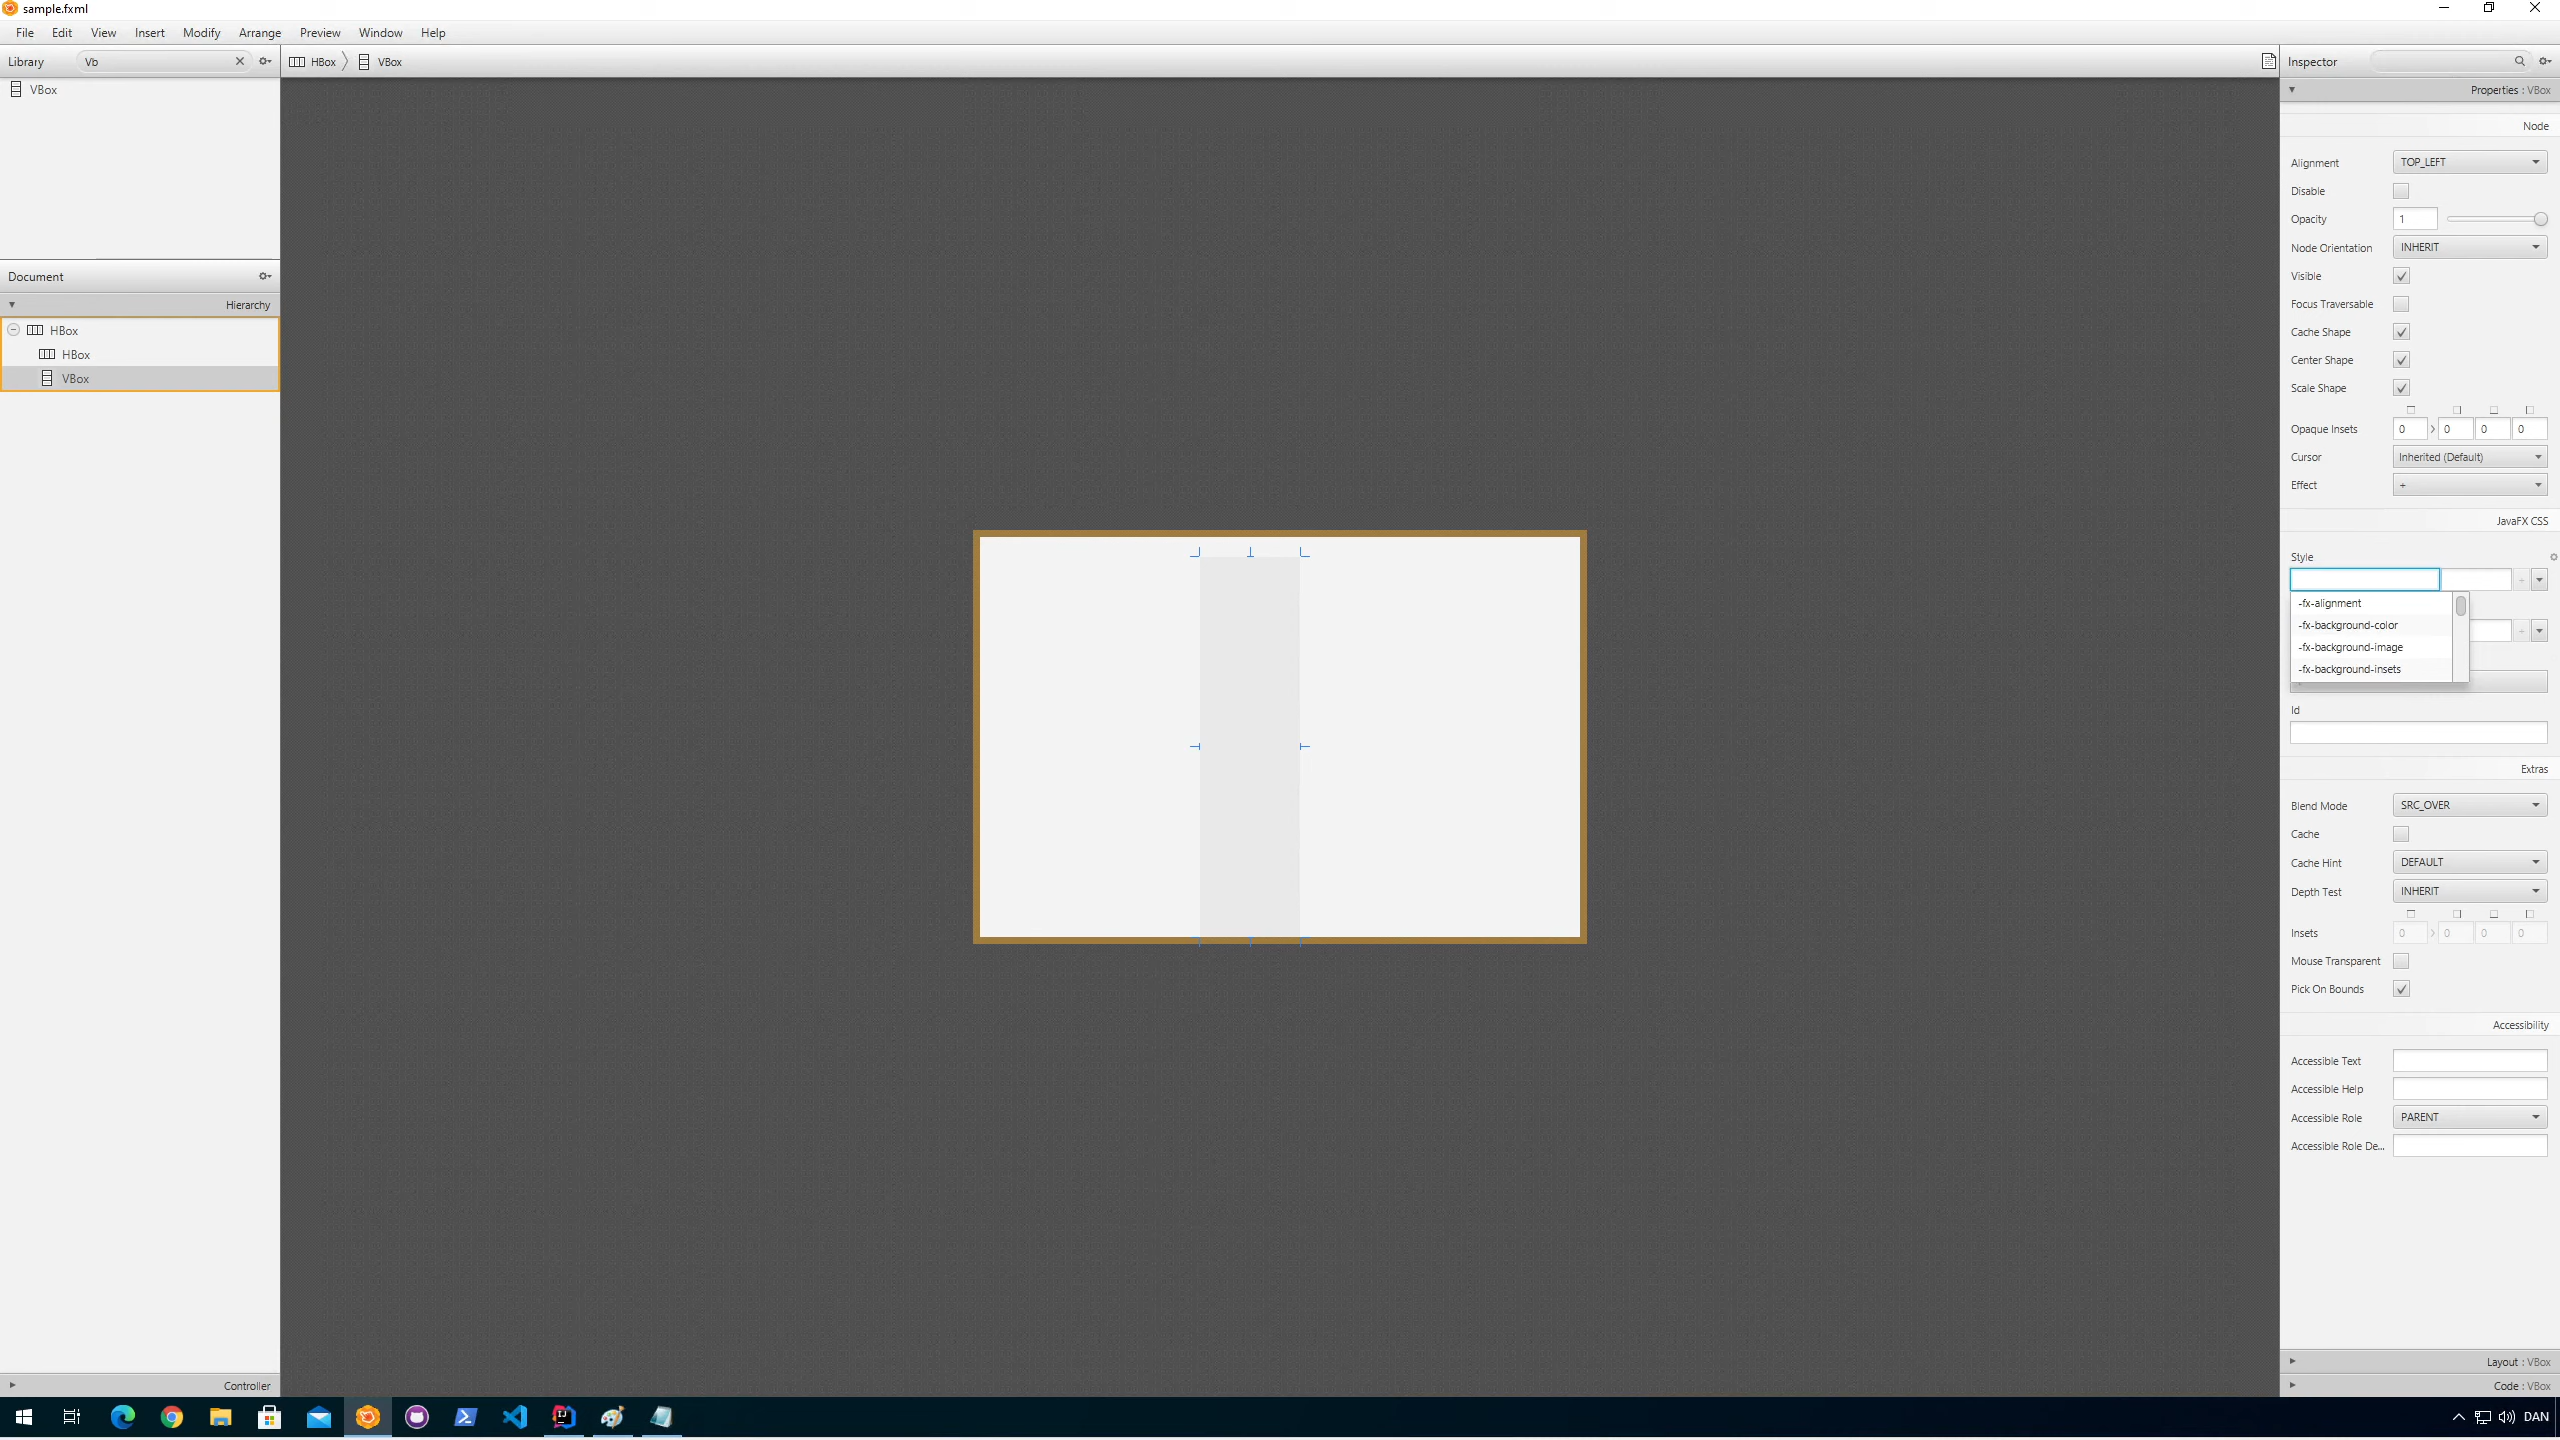 sample.fxml
File Edit View Insert Modify Arrange Preview Window Help
Library Vb
VBox
Document
Hierarchy
HBox
HBox
VBox
Controller
HBox VBox
Inspector
Properties : VBox
Node
Alignment TOP_LEFT
Disable
Opacity 1
Node Orientation INHERIT
Visible
Focus Traversable
Cache Shape
Center Shape
Scale Shape
Opaque Insets 0 0 0 0
Cursor Inherited (Default)
Effect +
JavaFX CSS
Style
-fx-alignment
-fx-background-color
-fx-background-image
-fx-background-insets
Id
Extras
Blend Mode SRC_OVER
Cache
Cache Hint DEFAULT
Depth Test INHERIT
Insets 0 0 0 0
Mouse Transparent
Pick On Bounds
Accessibility
Accessible Text
Accessible Help
Accessible Role PARENT
Accessible Role De...
Layout : VBox
Code : VBox
DAN